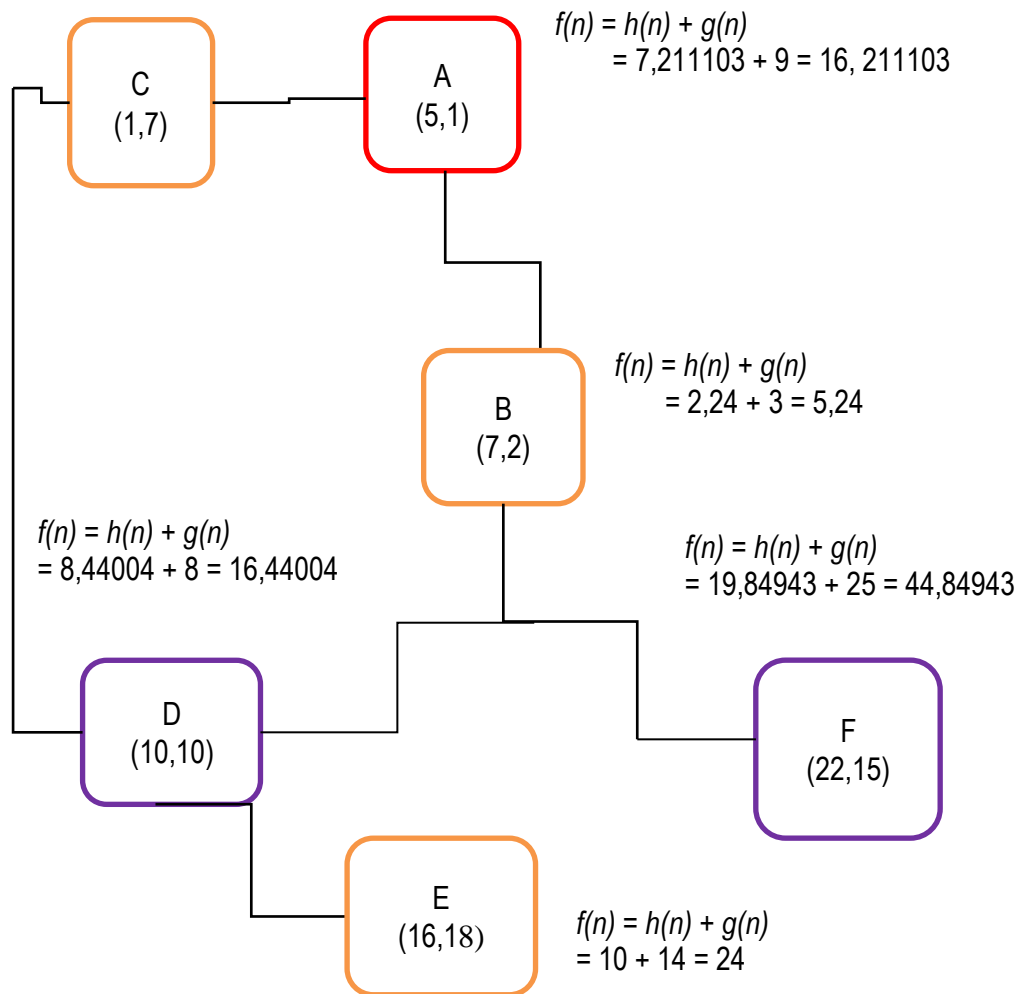 f(n) = h(n) + g(n)
= 7,211103 + 9 = 16, 211103
C
(1,7)
A
(5,1)
f(n) = h(n) + g(n)
= 2,24 + 3 = 5,24
B
(7,2)
f(n) = h(n) + g(n)
= 8,44004 + 8 = 16,44004
f(n) = h(n) + g(n)
= 19,84943 + 25 = 44,84943
D
(10,10)
F
(22,15)
E
(16,18)
f(n) = h(n) + g(n)
= 10 + 14 = 24